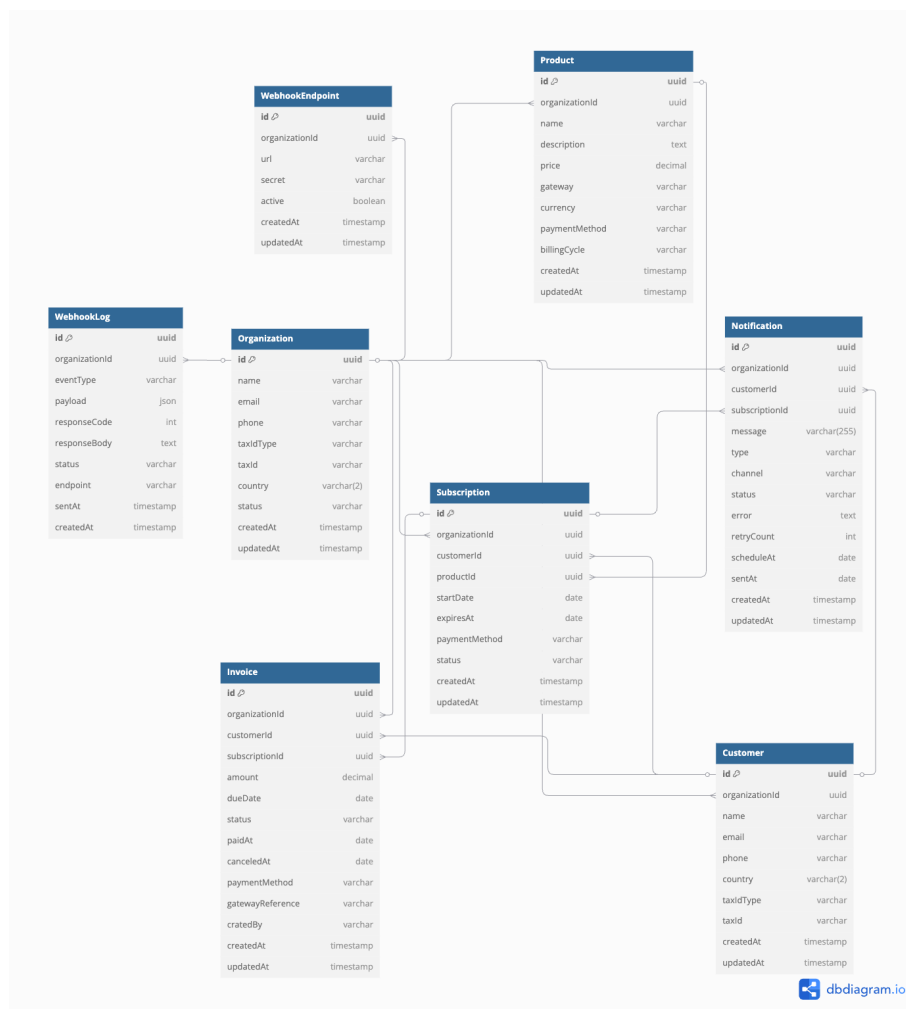 Product
id uuid
organizationId uuid
name varchar
description text
price decimal
gateway varchar
currency varchar
paymentMethod varchar
billingCycle varchar
createdAt timestamp
updatedAt timestamp
WebhookEndpoint
id uuid
organizationId uuid
url varchar
secret varchar
active boolean
createdAt timestamp
updatedAt timestamp
WebhookLog
id uuid
organizationId uuid
eventType varchar
payload json
responseCode int
responseBody text
status varchar
endpoint varchar
sentAt timestamp
createdAt timestamp
Organization
id uuid
name varchar
email varchar
phone varchar
taxIdType varchar
taxId varchar
country varchar(2)
status varchar
createdAt timestamp
updatedAt timestamp
Notification
id uuid
organizationId uuid
customerId uuid
subscriptionId uuid
message varchar(255)
type varchar
channel varchar
status varchar
error text
retryCount int
scheduleAt date
sentAt date
createdAt timestamp
updatedAt timestamp
Subscription
id uuid
organizationId uuid
customerId uuid
productId uuid
startDate date
expiresAt date
paymentMethod varchar
status varchar
createdAt timestamp
updatedAt timestamp
Invoice
id uuid
organizationId uuid
customerId uuid
subscriptionId uuid
amount decimal
dueDate date
status varchar
paidAt date
canceledAt date
paymentMethod varchar
gatewayReference varchar
cratedBy varchar
createdAt timestamp
updatedAt timestamp
Customer
id uuid
organizationId uuid
name varchar
email varchar
phone varchar
country varchar(2)
taxIdType varchar
taxId varchar
createdAt timestamp
updatedAt timestamp
dbdiagram.io